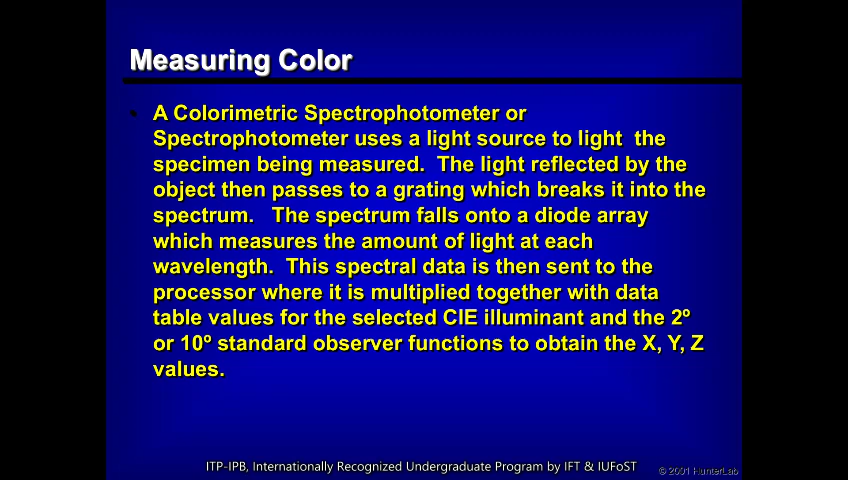 Measuring Color
• A Colorimetric Spectrophotometer or
Spectrophotometer uses a light source to light  the
specimen being measured.  The light reflected by the
object then passes to a grating which breaks it into the
spectrum.   The spectrum falls onto a diode array
which measures the amount of light at each
wavelength.  This spectral data is then sent to the
processor where it is multiplied together with data
table values for the selected CIE illuminant and the 2º
or 10º standard observer functions to obtain the X, Y, Z
values.
ITP-IPB, Internationally Recognized Undergraduate Program by IFT & IUFoST
© 2001 HunterLab